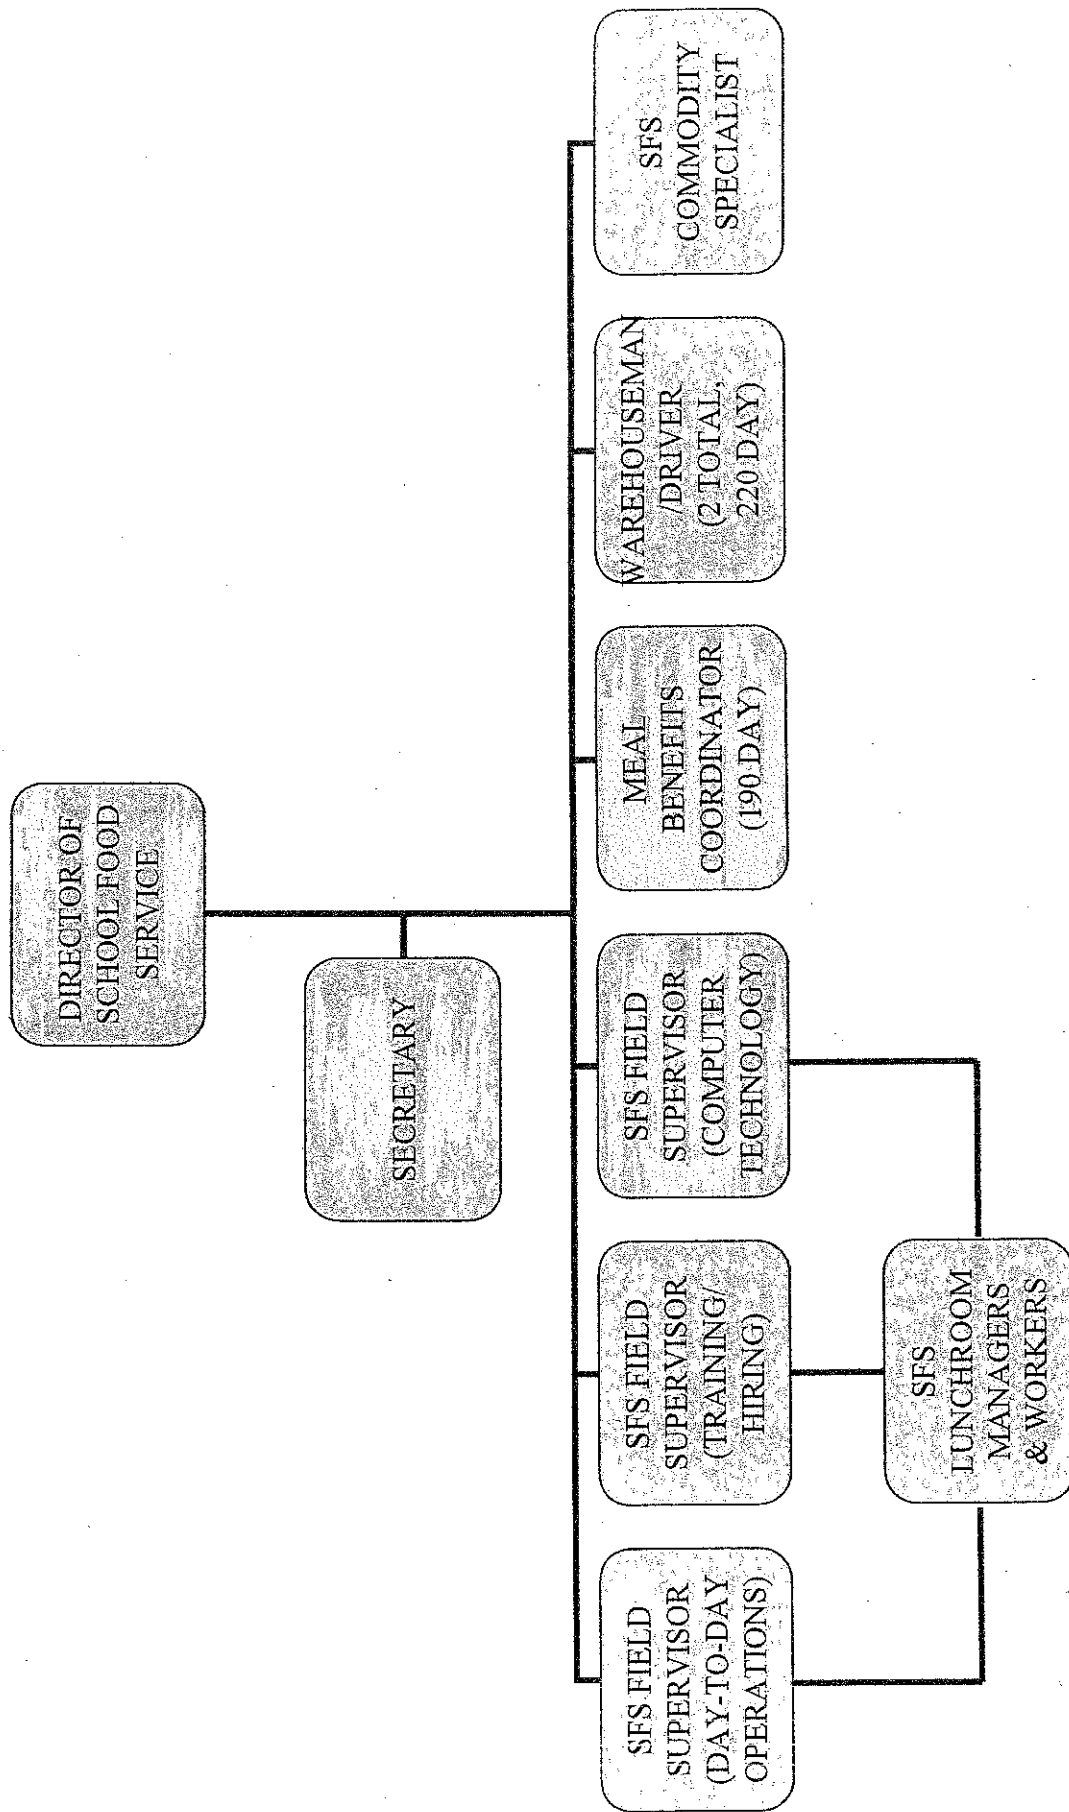 DIRECTOR OF
SCHOOL FOOD
SERVICE
SECRETARY
SFS FIELD
SUPERVISOR
(DAY-TO-DAY
OPERATIONS)
SFS FIELD
SUPERVISOR
(TRAINING/
HIRING)
SFS FIELD
SUPERVISOR
(COMPUTER
TECHNOLOGY)
MEAL
BENEFITS
COORDINATOR
(190 DAY)
WAREHOUSEMAN
/DRIVER
(2 TOTAL,
220 DAY)
SFS
COMMODITY
SPECIALIST
SFS
LUNCHROOM
MANAGERS
& WORKERS